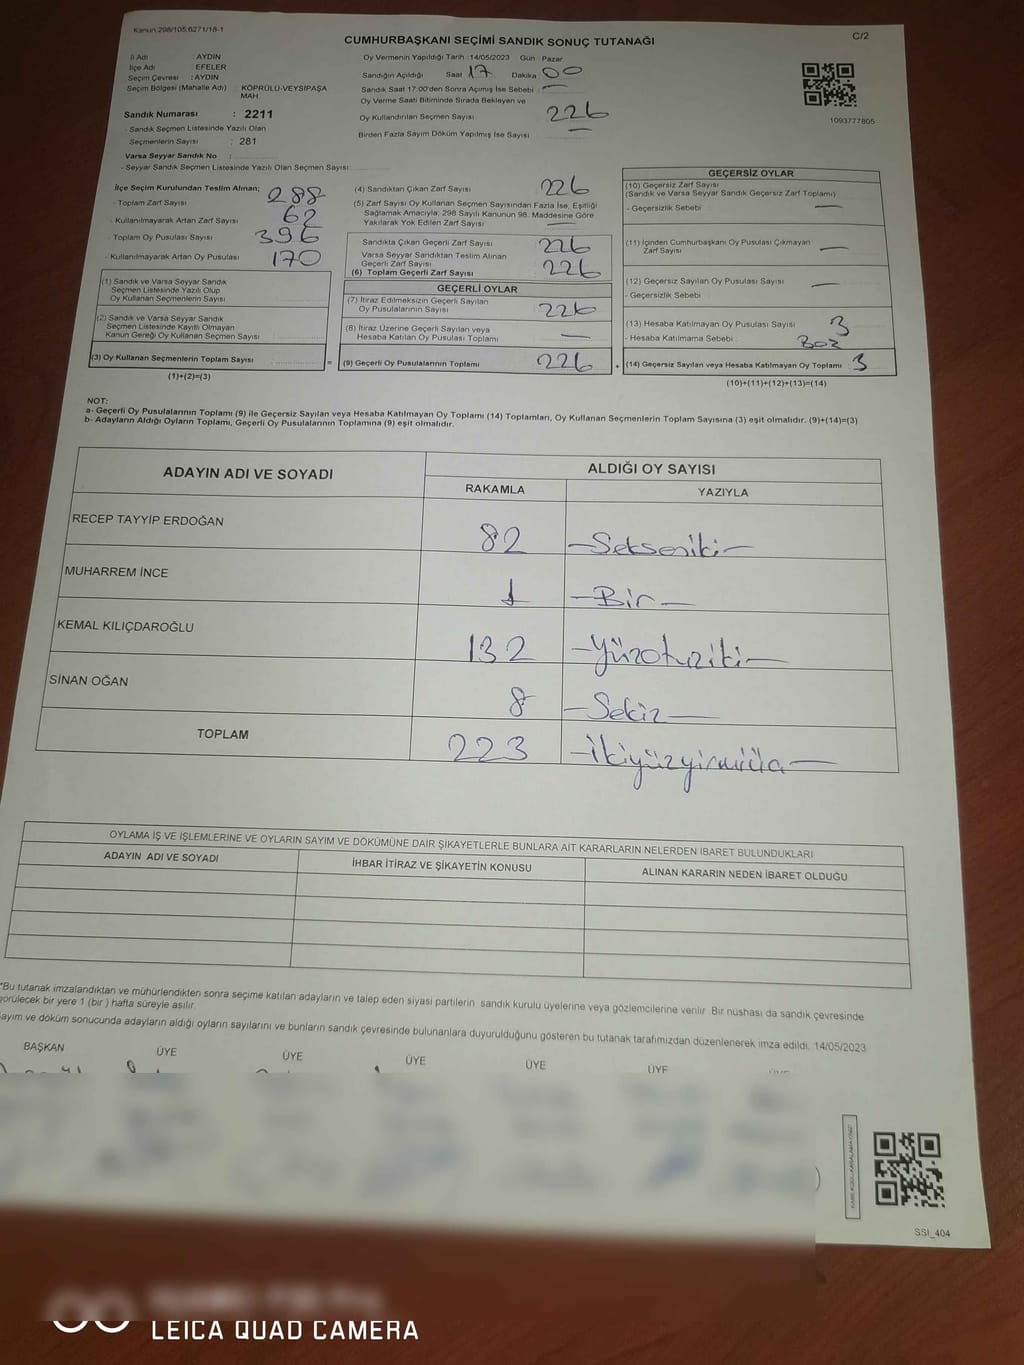 Kanun:298/105;6271/18-1
C/2
CUMHURBAŞKANI SEÇİMİ SANDIK SONUÇ TUTANAĞI
İl Adı : AYDIN
İlçe Adı : EFELER
Seçim Çevresi : AYDIN
Seçim Bölgesi (Mahalle Adı) : KÖPRÜLÜ-VEYSİPAŞA
MAH
Sandık Numarası : 2211
- Sandık Seçmen Listesinde Yazılı Olan
Seçmenlerin Sayısı : 281
Varsa Seyyar Sandık No :
- Seyyar Sandık Seçmen Listesinde Yazılı Olan Seçmen Sayısı:
Oy Vermenin Yapıldığı Tarih :14/05/2023 Gün : Pazar
Sandığın Açıldığı Saat 17 Dakika 00
Sandık Saat 17:00'den Sonra Açılmış İse Sebebi : —
Oy Verme Saati Bitiminde Sırada Bekleyen ve
Oy Kullandırılan Seçmen Sayısı 226
Birden Fazla Sayım Döküm Yapılmış İse Sayısı —
1093777805
İlçe Seçim Kurulundan Teslim Alınan; 288
- Toplam Zarf Sayısı
- Kullanılmayarak Artan Zarf Sayısı 62
- Toplam Oy Pusulası Sayısı 396
- Kullanılmayarak Artan Oy Pusulası 170
(1) Sandık ve Varsa Seyyar Sandık
Seçmen Listesinde Yazılı Olup
Oy Kullanan Seçmenlerin Sayısı
(2) Sandık ve Varsa Seyyar Sandık
Seçmen Listesinde Kayıtlı Olmayan
Kanun Gereği Oy Kullanan Seçmen Sayısı
(3) Oy Kullanan Seçmenlerin Toplam Sayısı =
(1)+(2)=(3)
(4) Sandıktan Çıkan Zarf Sayısı 226
(5) Zarf Sayısı Oy Kullanan Seçmen Sayısından Fazla İse, Eşitliği
Sağlamak Amacıyla; 298 Sayılı Kanunun 98. Maddesine Göre
Yakılarak Yok Edilen Zarf Sayısı —
Sandıkta Çıkan Geçerli Zarf Sayısı 226
Varsa Seyyar Sandıktan Teslim Alınan
Geçerli Zarf Sayısı
(6) Toplam Geçerli Zarf Sayısı 226
GEÇERLİ OYLAR
(7) İtiraz Edilmeksizin Geçerli Sayılan
Oy Pusulalarının Sayısı 226
(8) İtiraz Üzerine Geçerli Sayılan veya
Hesaba Katılan Oy Pusulası Toplamı —
(9) Geçerli Oy Pusulalarının Toplamı 226 +
GEÇERSİZ OYLAR
(10) Geçersiz Zarf Sayısı
(Sandık ve Varsa Seyyar Sandık Geçersiz Zarf Toplamı)
- Geçersizlik Sebebi : —
(11) İçinden Cumhurbaşkanı Oy Pusulası Çıkmayan
Zarf Sayısı —
(12) Geçersiz Sayılan Oy Pusulası Sayısı —
- Geçersizlik Sebebi
(13) Hesaba Katılmayan Oy Pusulası Sayısı 3
- Hesaba Katılmama Sebebi :
(14) Geçersiz Sayılan veya Hesaba Katılmayan Oy Toplamı : 3
(10)+(11)+(12)+(13)=(14)
NOT:
a- Geçerli Oy Pusulalarının Toplamı (9) ile Geçersiz Sayılan veya Hesaba Katılmayan Oy Toplamı (14) Toplamları, Oy Kullanan Seçmenlerin Toplam Sayısına (3) eşit olmalıdır. (9)+(14)=(3)
b- Adayların Aldığı Oyların Toplamı, Geçerli Oy Pusulalarının Toplamına (9) eşit olmalıdır.
ADAYIN ADI VE SOYADI
ALDIĞI OY SAYISI
RAKAMLA YAZIYLA
RECEP TAYYİP ERDOĞAN 82 —Sekseniki—
MUHARREM İNCE 1 —Bir—
KEMAL KILIÇDAROĞLU 132 —Yüzotuziki—
SİNAN OĞAN 8 —Sekiz—
TOPLAM 223 —İkiyüzyirmiüç—
OYLAMA İŞ VE İŞLEMLERİNE VE OYLARIN SAYIM VE DÖKÜMÜNE DAİR ŞİKAYETLERLE BUNLARA AİT KARARLARIN NELERDEN İBARET BULUNDUKLARI
ADAYIN ADI VE SOYADI İHBAR İTİRAZ VE ŞİKAYETİN KONUSU ALINAN KARARIN NEDEN İBARET OLDUĞU
*Bu tutanak imzalandıktan ve mühürlendikten sonra seçime katılan adayların ve talep eden siyasi partilerin sandık kurulu üyelerine veya gözlemcilerine verilir. Bir nüshası da sandık çevresinde
görülecek bir yere 1 (bir) hafta süreyle asılır.
Sayım ve döküm sonucunda adayların aldığı oyların sayılarını ve bunların sandık çevresinde bulunanlara duyurulduğunu gösteren bu tutanak tarafımızdan düzenlenerek imza edildi. 14/05/2023
BAŞKAN ÜYE ÜYE ÜYE ÜYE ÜYE ÜYE
SSI_404
LEICA QUAD CAMERA